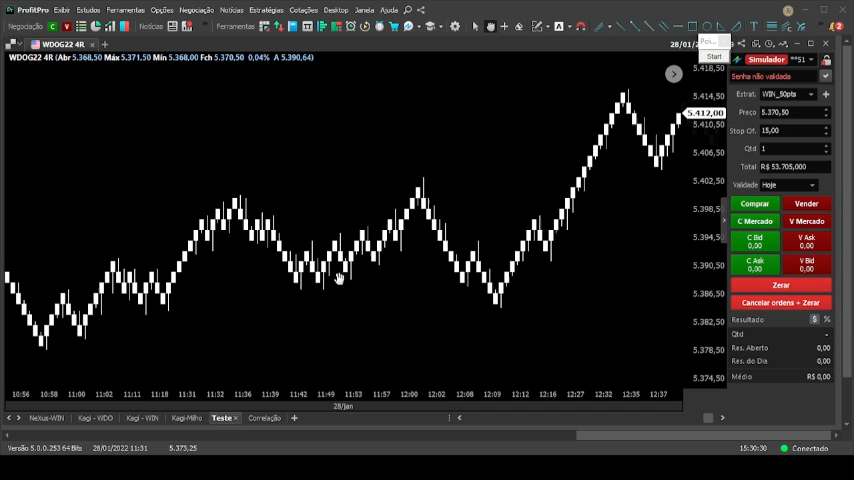 ProfitPro Arquivo Exibir Estudos Ferramentas Opções Negociação Notícias Estratégias Cotações Desktop Janela Ajuda
Negociação C V Notícias Ferramentas 2
WDOG22 4R 28/01/
Poi...
Start
WDOG22 4R (Abr 5.368,50 Máx 5.371,50 Mín 5.368,00 Fch 5.370,50 0,04% A 5.390,64)
5.418,50
5.414,50
5.412,00
5.410,50
5.406,50
5.402,50
5.398,50
5.394,50
5.390,50
5.386,50
5.382,50
5.378,50
5.374,50
Simulador **51
Senha não validada
Estrat. WIN_50pts
Preço 5.370,50
Stop Of. 15,00
Qtd 1
Total R$ 53.705,000
Validade Hoje
Comprar Vender
C Mercado V Mercado
C Bid 0,00 V Ask 0,00
C Ask 0,00 V Bid 0,00
Zerar
Cancelar ordens + Zerar
Resultado $ %
Qtd -
Res. Aberto 0,00
Res. do Dia 0,00
Médio R$ 0,00
10:56 10:58 11:00 11:02 11:11 11:18 11:31 11:32 11:33 11:36 11:42 11:49 11:53 11:56 11:57 12:00 12:02 12:08 12:09 12:12 12:16 12:24 12:32 12:35 12:37
28/jan
NeXus-WIN Kagi - WDO Kagi - WIN Kagi-Milho Teste Correlação
Versão 5.0.0.253 64 Bits 28/01/2022 11:31 5.373,25 15:30:30 Conectado